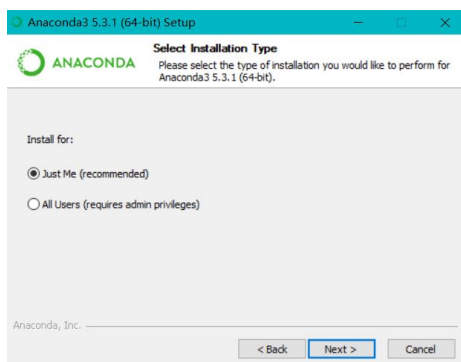 Anaconda3 5.3.1 (64-bit) Setup
ANACONDA
Select Installation Type
Please select the type of installation you would like to perform for
Anaconda3 5.3.1 (64-bit).
Install for:
Just Me (recommended)
All Users (requires admin privileges)
Anaconda, Inc.
< Back
Next >
Cancel